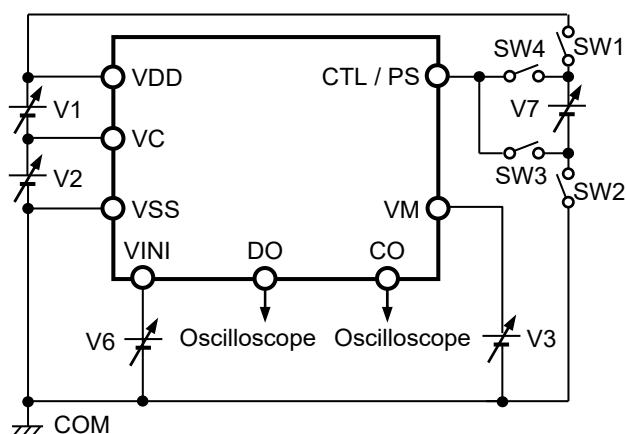 SW1
SW4
VDD
CTL / PS
V1
V7
VC
V2
SW3
SW2
VSS
VM
VINI
DO
CO
V6
Oscilloscope
Oscilloscope
V3
COM